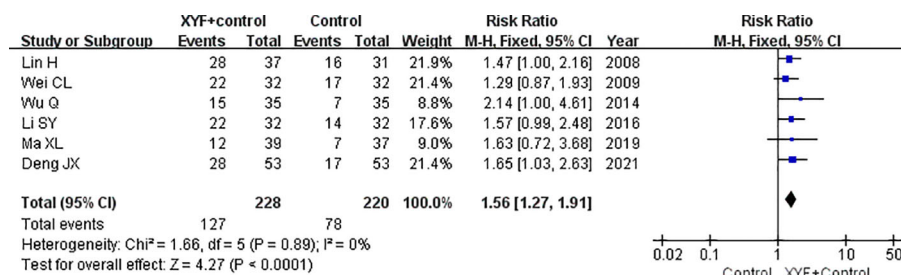 XYF+control Control Risk Ratio Risk Ratio
Study or Subgroup Events Total Events Total Weight M-H, Fixed, 95% CI Year M-H, Fixed, 95% CI
Lin H 28 37 16 31 21.9% 1.47 [1.00, 2.16] 2008
Wei CL 22 32 17 32 21.4% 1.29 [0.87, 1.93] 2009
Wu Q 15 35 7 35 8.8% 2.14 [1.00, 4.61] 2014
Li SY 22 32 14 32 17.6% 1.57 [0.99, 2.48] 2016
Ma XL 12 39 7 37 9.0% 1.63 [0.72, 3.68] 2019
Deng JX 28 53 17 53 21.4% 1.65 [1.03, 2.63] 2021
Total (95% CI) 228 220 100.0% 1.56 [1.27, 1.91]
Total events 127 78
Heterogeneity: Chi² = 1.66, df = 5 (P = 0.89); I² = 0%
Test for overall effect: Z = 4.27 (P < 0.0001)
0.02 0.1 1 10 50
Control XYF+Control